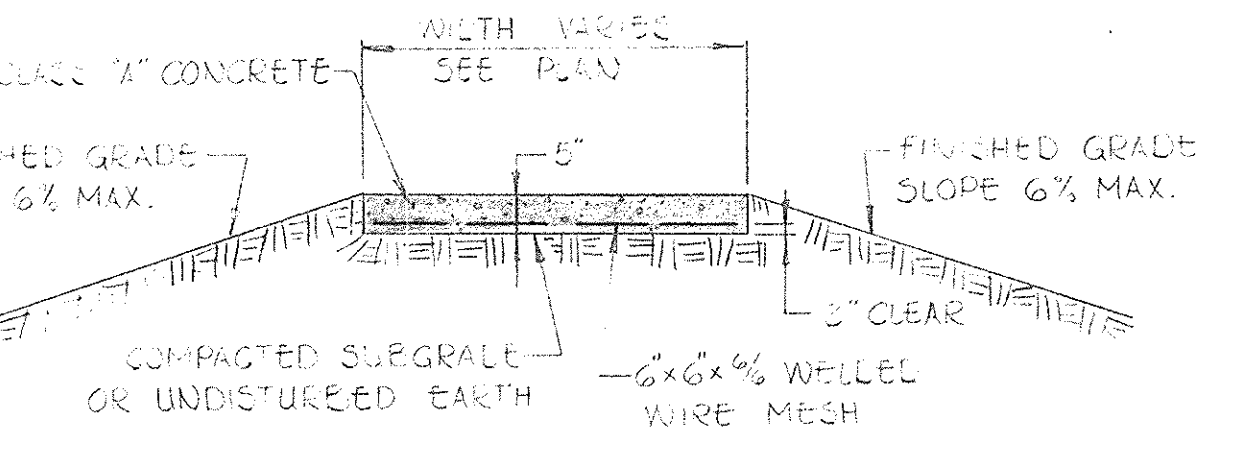 WIDTH VARIES
SEE PLAN
CLASS "A" CONCRETE
HED GRADE
6% MAX.
5"
FINISHED GRADE
SLOPE 6% MAX.
CLEAR
COMPACTED SUBGRADE
OR UNDISTURBED EARTH
6"x6"x6/6 WELDED
WIRE MESH